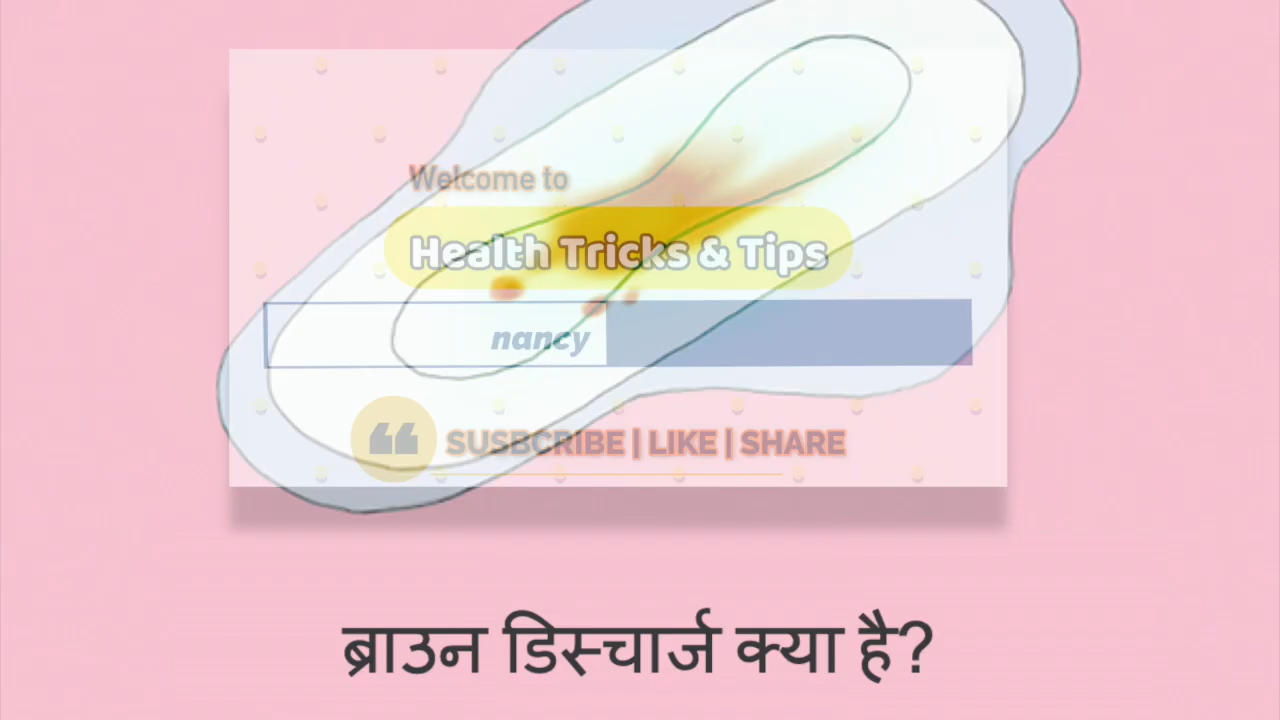 Welcome to
Health Tricks & Tips
nancy
SUSBCRIBE | LIKE | SHARE
ब्राउन डिस्चार्ज क्या है?